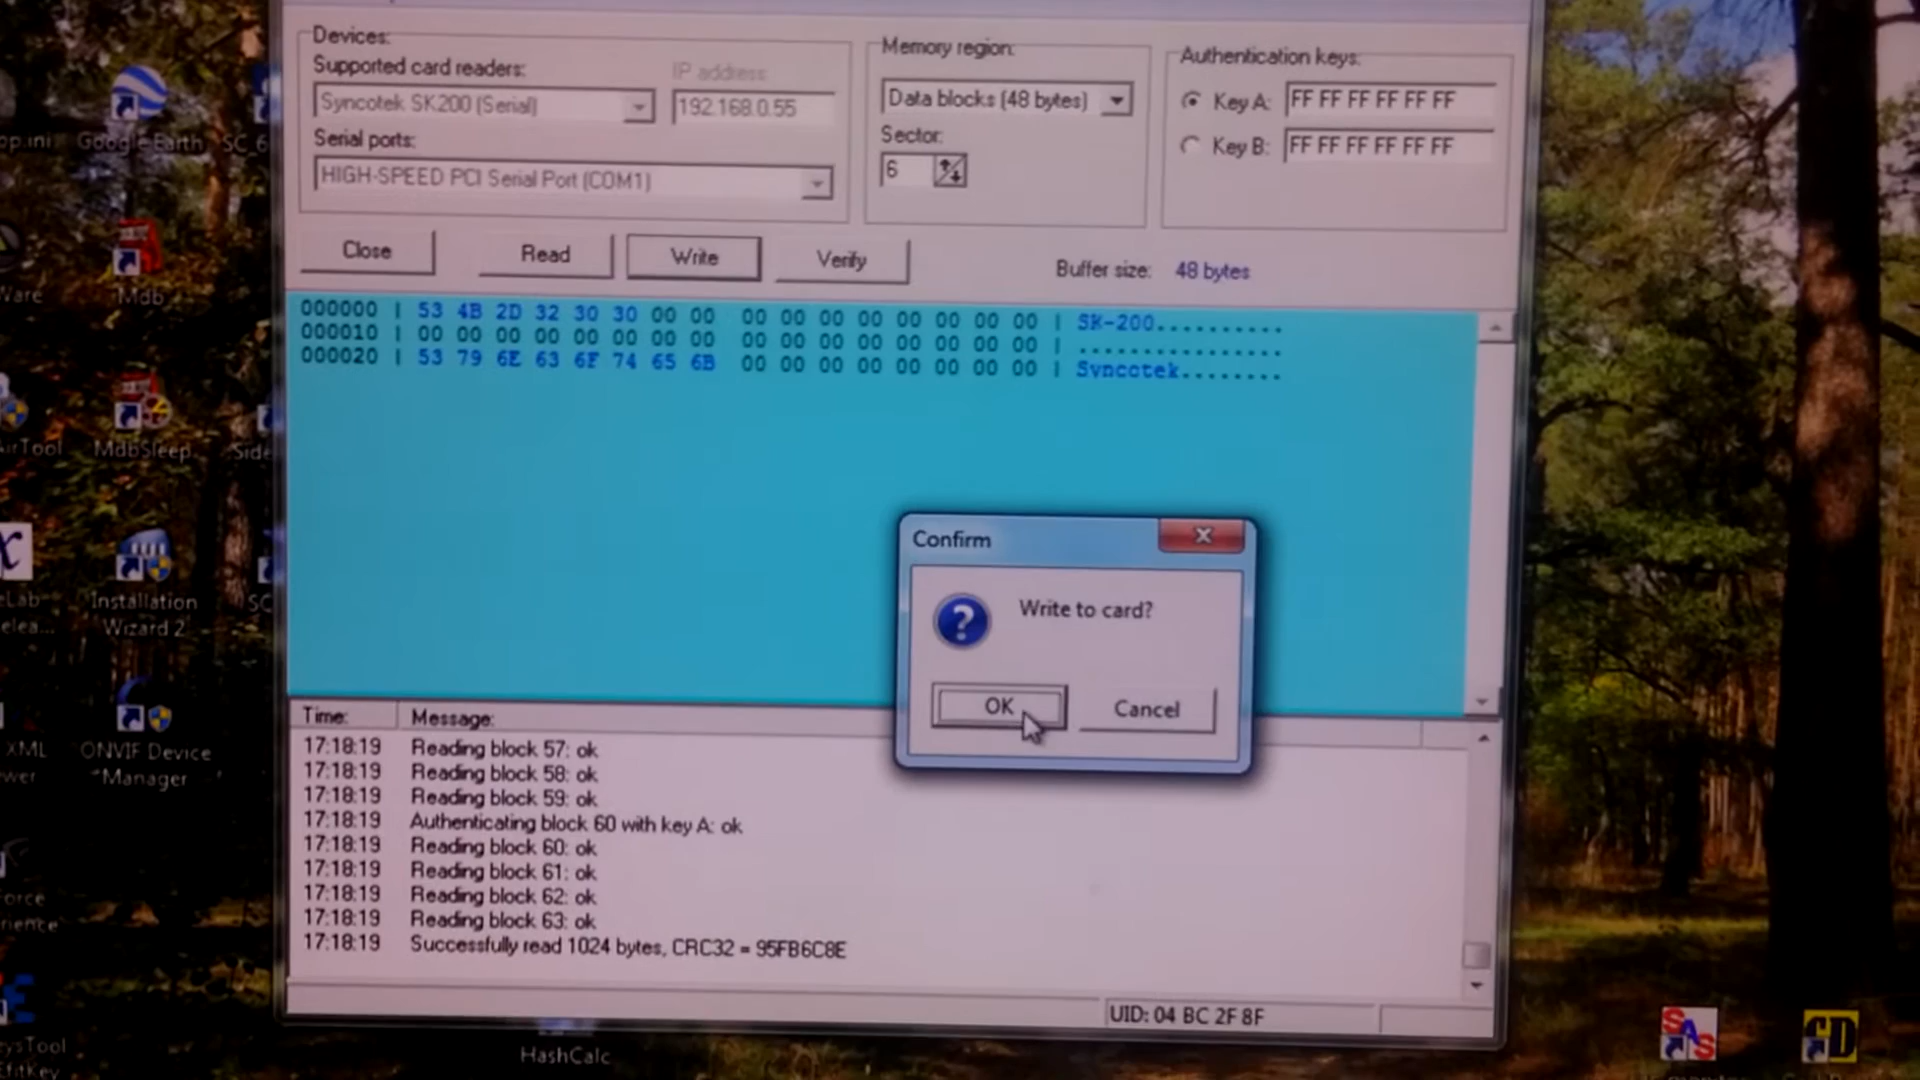 Devices:
Supported card readers:
IP address
Syncotek SK200 (Serial)
192.168.0.55
Serial ports:
HIGH-SPEED PCI Serial Port (COM1)
Memory region:
Data blocks (48 bytes)
Sector:
6
Authentication keys:
Key A: FF FF FF FF FF FF
Key B: FF FF FF FF FF FF
Close
Read
Write
Verify
Buffer size: 48 bytes
000000 | 53 4B 2D 32 30 30 00 00 00 00 00 00 00 00 00 00 | SK-200..........
000010 | 00 00 00 00 00 00 00 00 00 00 00 00 00 00 00 00 | ................
000020 | 53 79 6E 63 6F 74 65 6B 00 00 00 00 00 00 00 00 | Syncotek........
Confirm
Write to card?
OK
Cancel
Time: Message:
17:18:19 Reading block 57: ok
17:18:19 Reading block 58: ok
17:18:19 Reading block 59: ok
17:18:19 Authenticating block 60 with key A: ok
17:18:19 Reading block 60: ok
17:18:19 Reading block 61: ok
17:18:19 Reading block 62: ok
17:18:19 Reading block 63: ok
17:18:19 Successfully read 1024 bytes, CRC32 = 95FB6C8E
UID: 04 BC 2F 8F
Google Earth
SC_6
Mdb
MdbSleep
Side
Installation
Wizard 2
SC
ONVIF Device
Manager
XML
HashCalc
SAS
GD